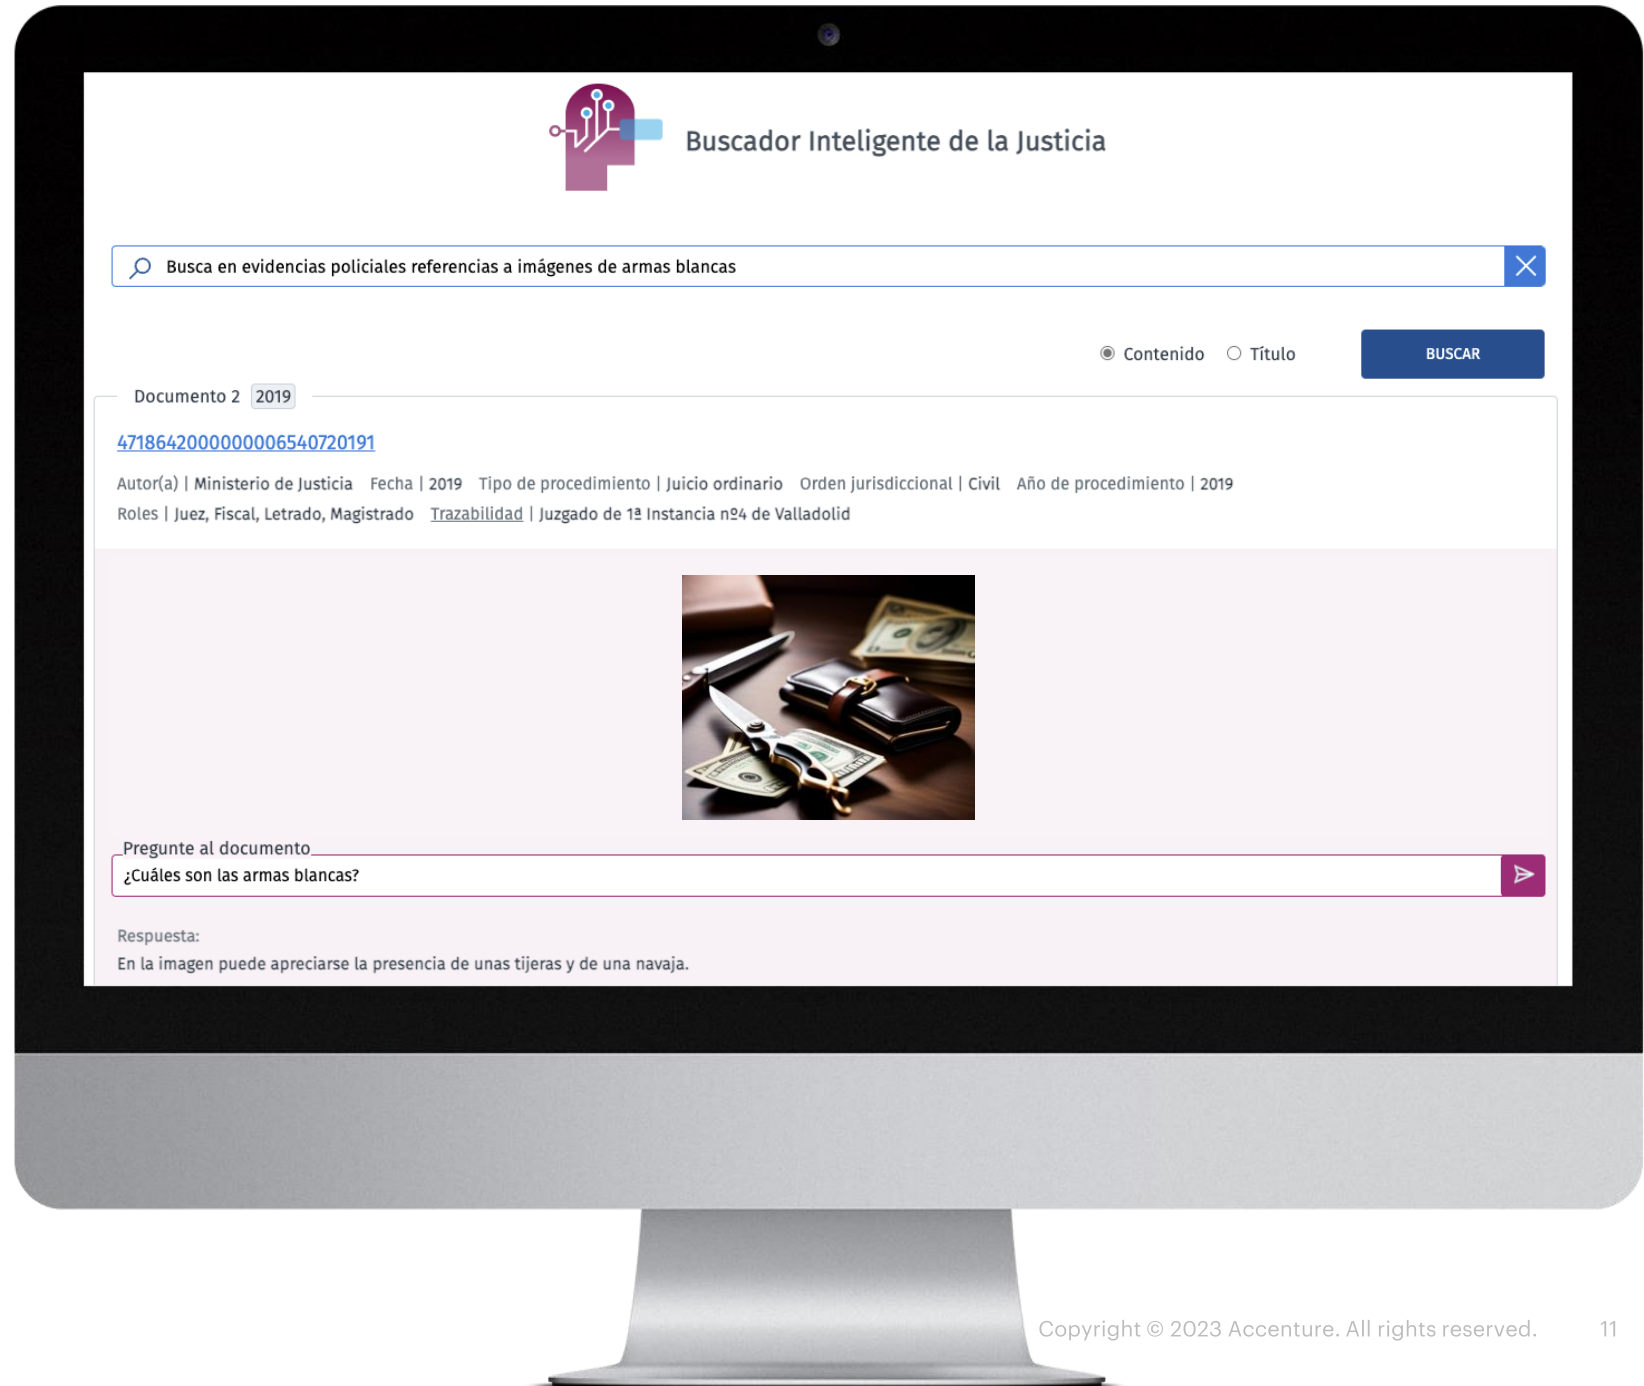 Buscador Inteligente de la Justicia
Busca en evidencias policiales referencias a imágenes de armas blancas
Contenido Título BUSCAR
Documento 2 2019
4718642000000006540720191
Autor(a) | Ministerio de Justicia Fecha | 2019 Tipo de procedimiento | Juicio ordinario Orden jurisdiccional | Civil Año de procedimiento | 2019
Roles | Juez, Fiscal, Letrado, Magistrado Trazabilidad | Juzgado de 1ª Instancia nº4 de Valladolid
Pregunte al documento
¿Cuáles son las armas blancas?
Respuesta:
En la imagen puede apreciarse la presencia de unas tijeras y de una navaja.
Copyright © 2023 Accenture. All rights reserved. 11